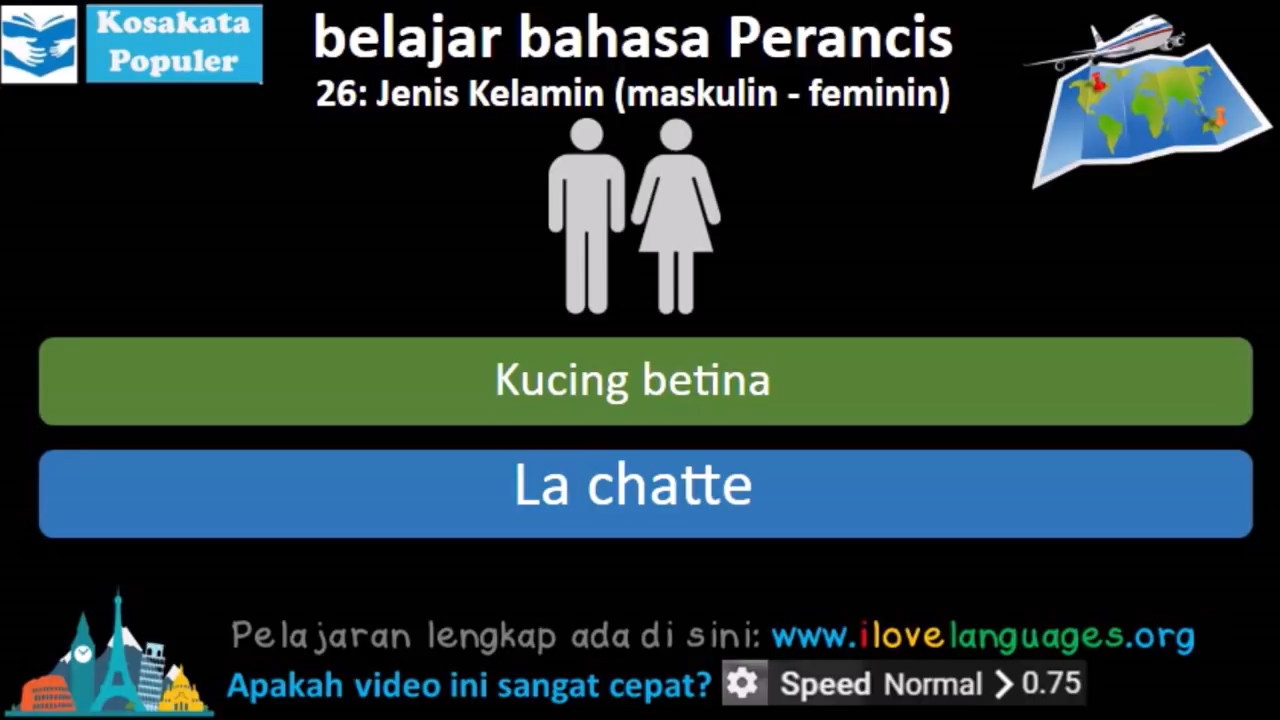 Kosakata
Populer
belajar bahasa Perancis
26: Jenis Kelamin (maskulin - feminin)
Kucing betina
La chatte
Pelajaran lengkap ada di sini: www.ilovelanguages.org
Apakah video ini sangat cepat? Speed Normal > 0.75